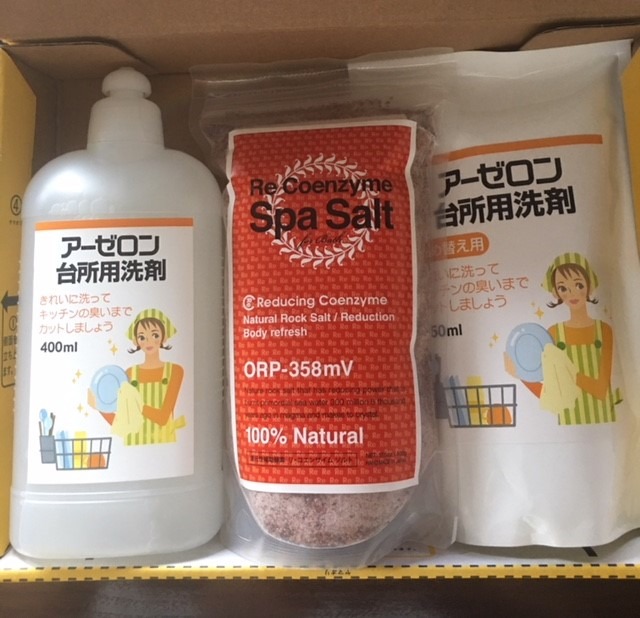 アーゼロン
台所用洗剤
きれいに洗って
キッチンの臭いまで
カットしましょう
400ml
Re Coenzyme
Spa Salt
for Bath
Reducing Coenzyme
Natural Rock Salt / Reduction
Body refresh
ORP-358mV
100% Natural
アーゼロン
台所用洗剤
替え用
いに洗って
チンの臭いまで
トしましょう
50ml